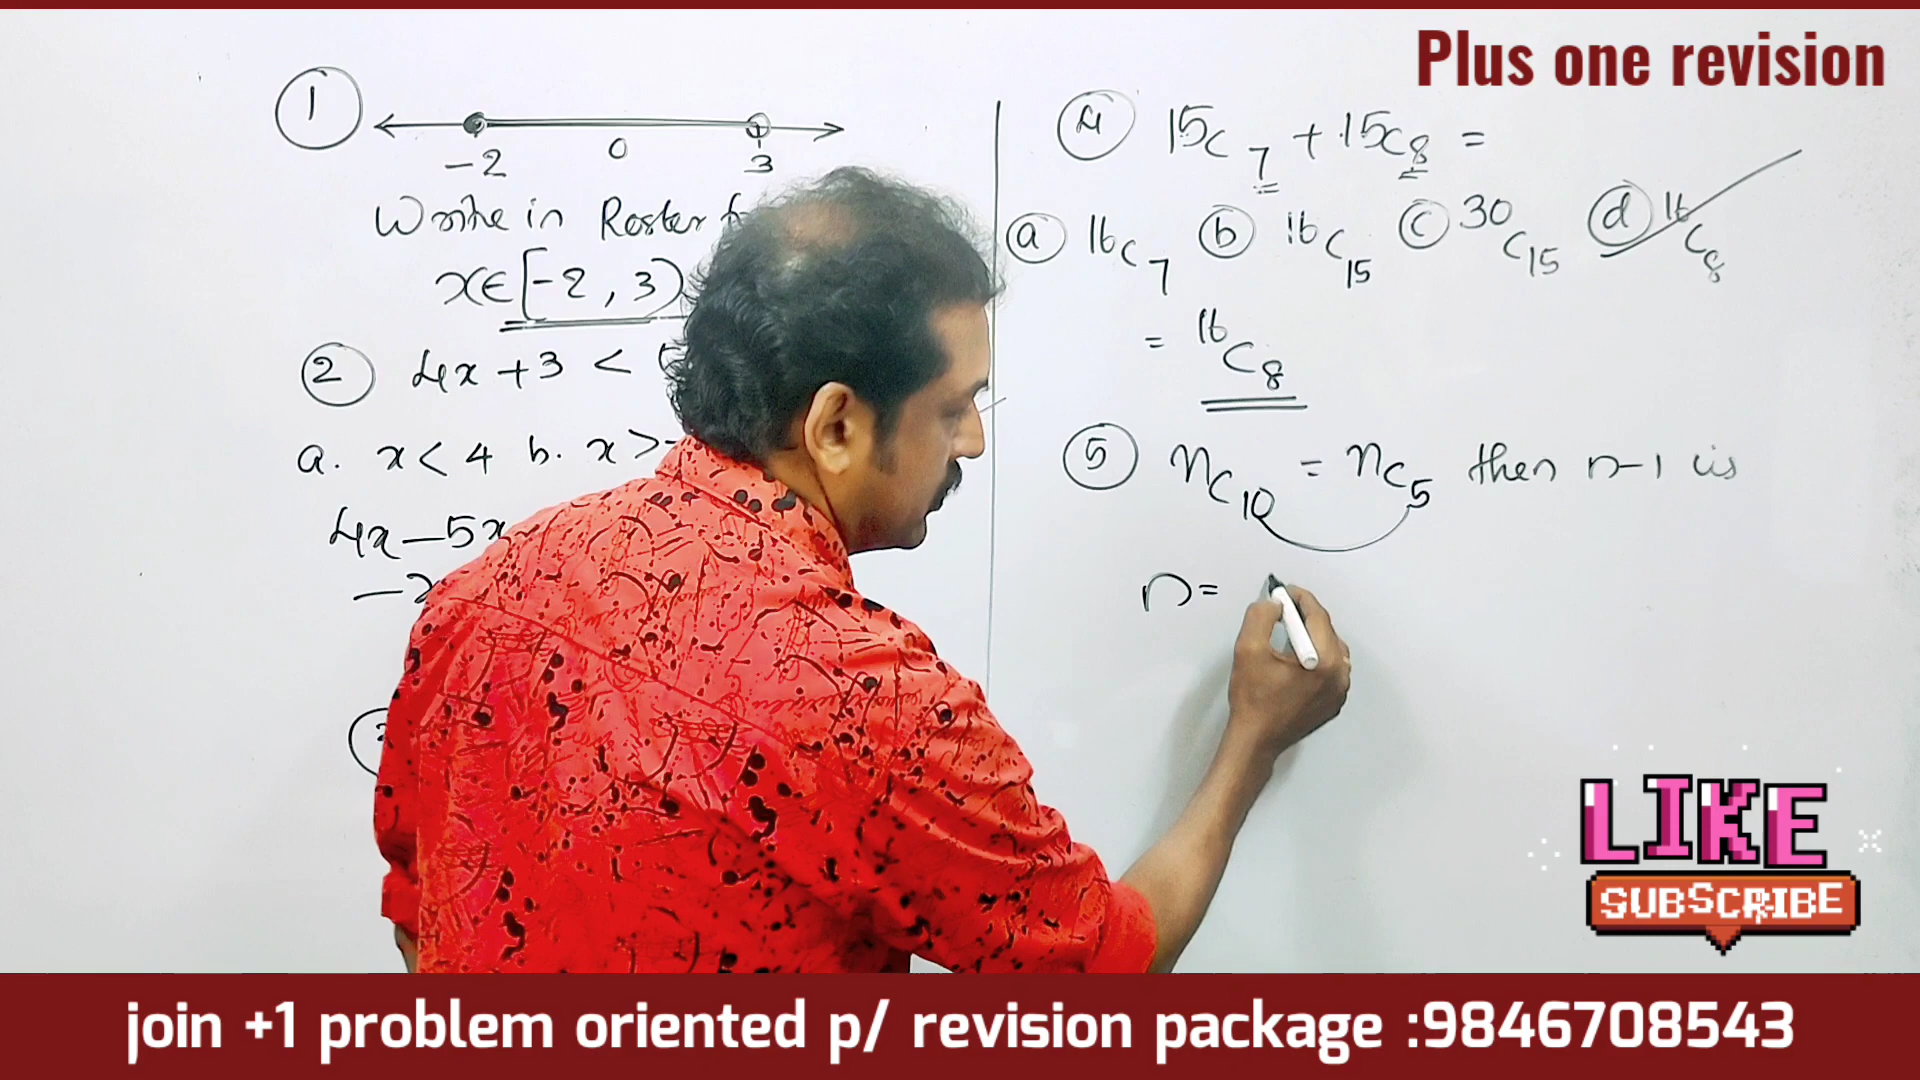 Plus one revision
1
-2 0 3
Write in Roster
x∈[-2, 3)
2 4x + 3 <
a. x < 4 b. x >
4x - 5x
4 15C7 + 15C8 =
a 16C7 b 16C15 c 30C15 d 16C8
= 16C8
5 nC10 = nC5 then n-1 is
n =
LIKE
SUBSCRIBE
join +1 problem oriented p/ revision package :9846708543